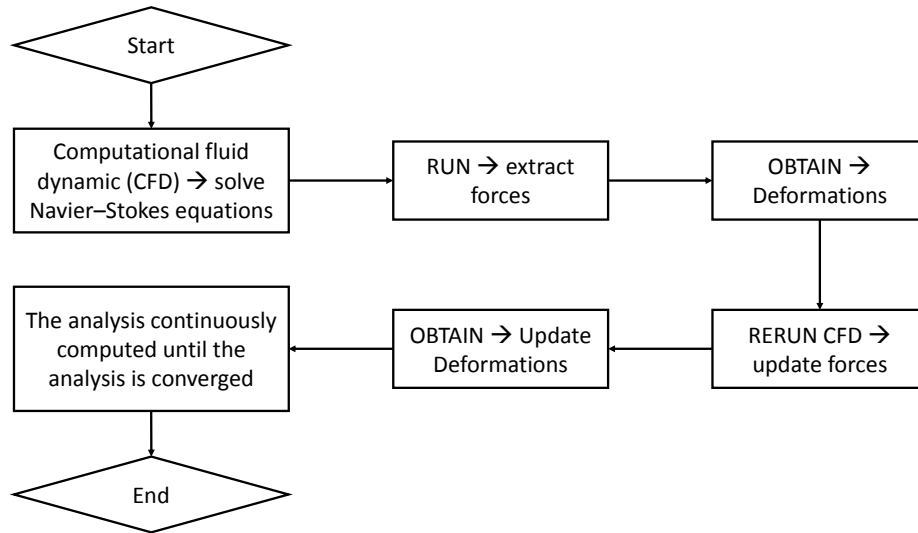 Start
Computational fluid
dynamic (CFD) → solve
Navier–Stokes equations
RUN → extract
forces
OBTAIN →
Deformations
RERUN CFD →
update forces
OBTAIN → Update
Deformations
The analysis continuously
computed until the
analysis is converged
End